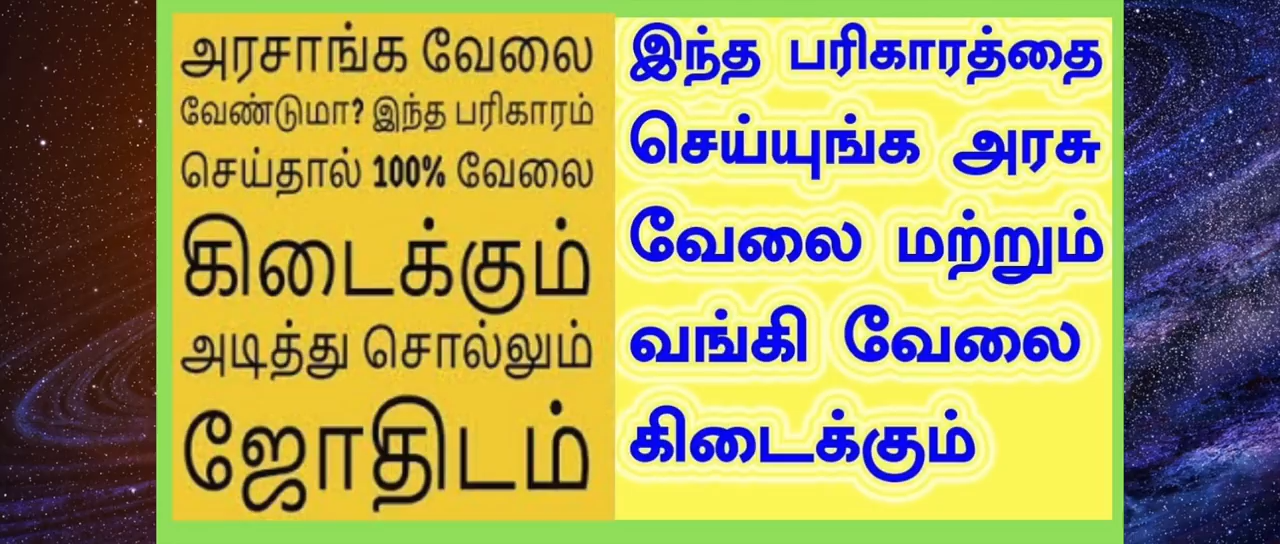 அரசாங்க வேலை
வேண்டுமா? இந்த பரிகாரம்
செய்தால் 100% வேலை
கிடைக்கும்
அடித்து சொல்லும்
ஜோதிடம்
இந்த பரிகாரத்தை
செய்யுங்க அரசு
வேலை மற்றும்
வங்கி வேலை
கிடைக்கும்